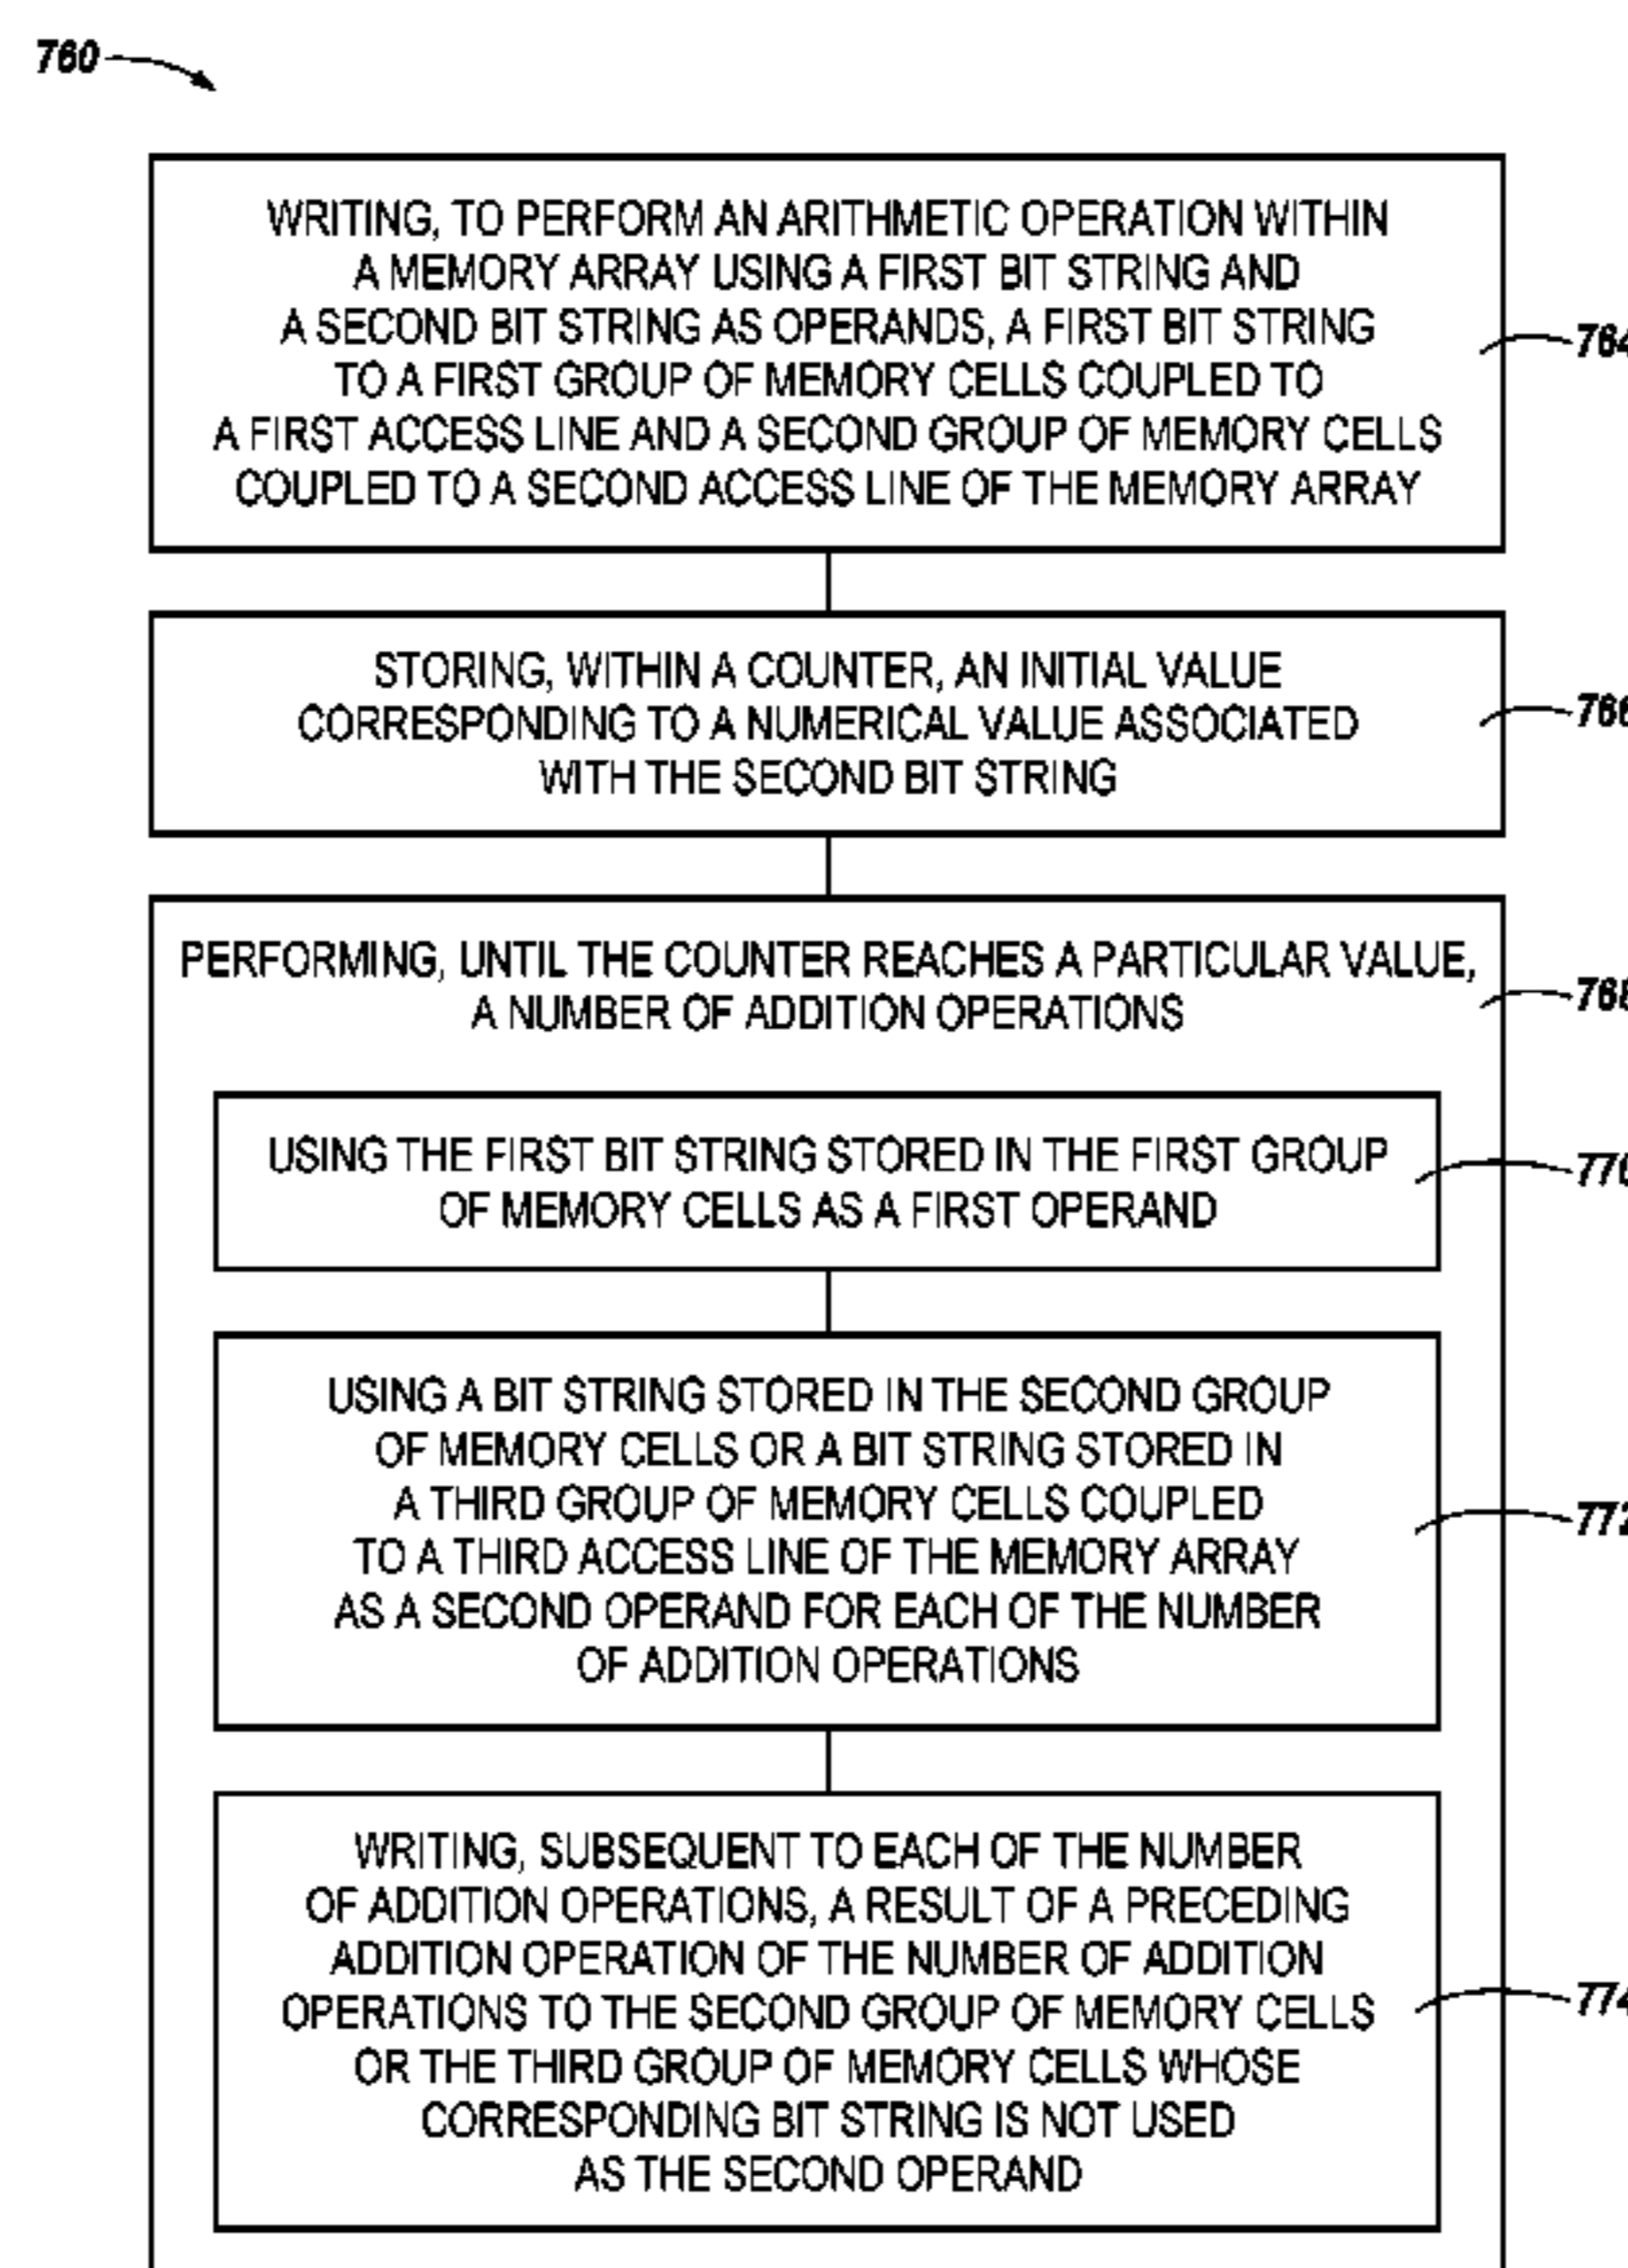 760
WRITING, TO PERFORM AN ARITHMETIC OPERATION WITHIN
A MEMORY ARRAY USING A FIRST BIT STRING AND
A SECOND BIT STRING AS OPERANDS, A FIRST BIT STRING
TO A FIRST GROUP OF MEMORY CELLS COUPLED TO
A FIRST ACCESS LINE AND A SECOND GROUP OF MEMORY CELLS
COUPLED TO A SECOND ACCESS LINE OF THE MEMORY ARRAY
764
STORING, WITHIN A COUNTER, AN INITIAL VALUE
CORRESPONDING TO A NUMERICAL VALUE ASSOCIATED
WITH THE SECOND BIT STRING
766
PERFORMING, UNTIL THE COUNTER REACHES A PARTICULAR VALUE,
A NUMBER OF ADDITION OPERATIONS
768
USING THE FIRST BIT STRING STORED IN THE FIRST GROUP
OF MEMORY CELLS AS A FIRST OPERAND
770
USING A BIT STRING STORED IN THE SECOND GROUP
OF MEMORY CELLS OR A BIT STRING STORED IN
A THIRD GROUP OF MEMORY CELLS COUPLED
TO A THIRD ACCESS LINE OF THE MEMORY ARRAY
AS A SECOND OPERAND FOR EACH OF THE NUMBER
OF ADDITION OPERATIONS
772
WRITING, SUBSEQUENT TO EACH OF THE NUMBER
OF ADDITION OPERATIONS, A RESULT OF A PRECEDING
ADDITION OPERATION OF THE NUMBER OF ADDITION
OPERATIONS TO THE SECOND GROUP OF MEMORY CELLS
OR THE THIRD GROUP OF MEMORY CELLS WHOSE
CORRESPONDING BIT STRING IS NOT USED
AS THE SECOND OPERAND
774